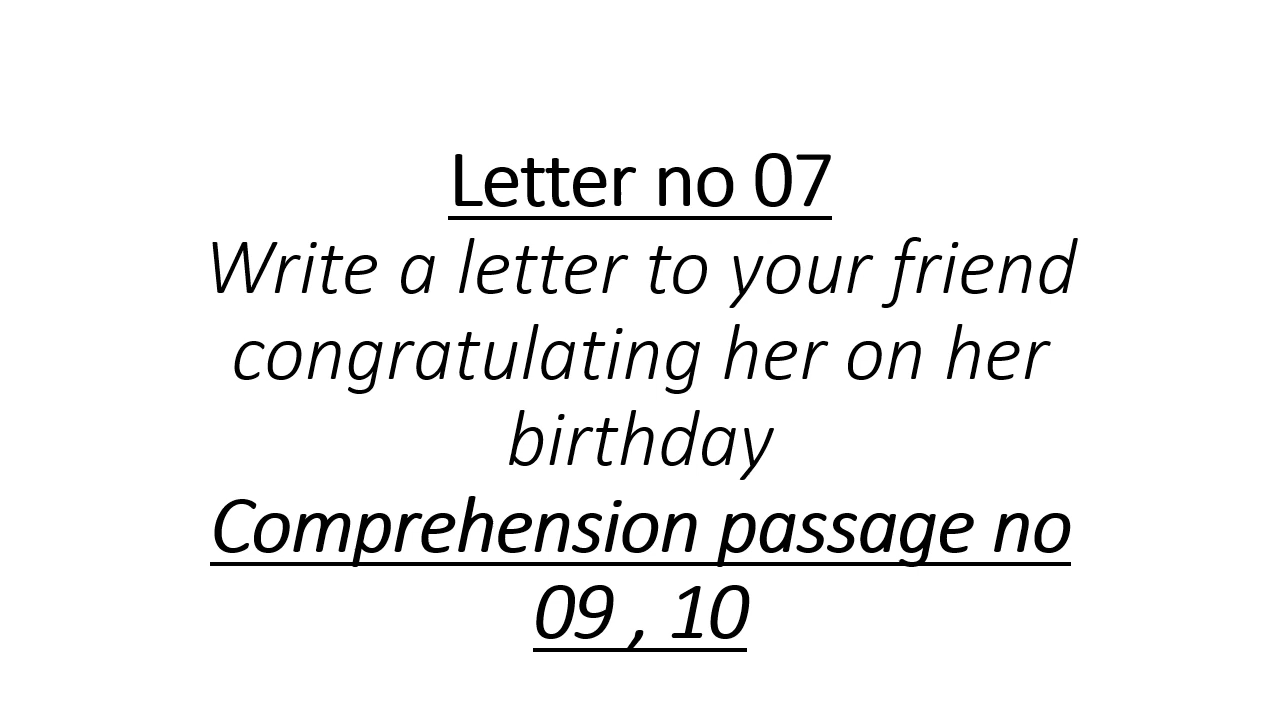 Letter no 07
Write a letter to your friend
congratulating her on her
birthday
Comprehension passage no
09 , 10